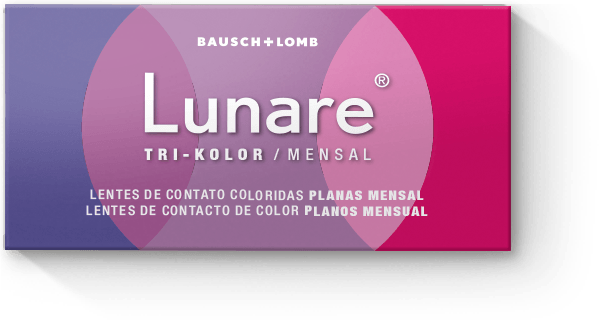 BAUSCH+LOMB
Lunare®
TRI-KOLOR / MENSAL
LENTES DE CONTATO COLORIDAS PLANAS MENSAL
LENTES DE CONTACTO DE COLOR PLANOS MENSUAL